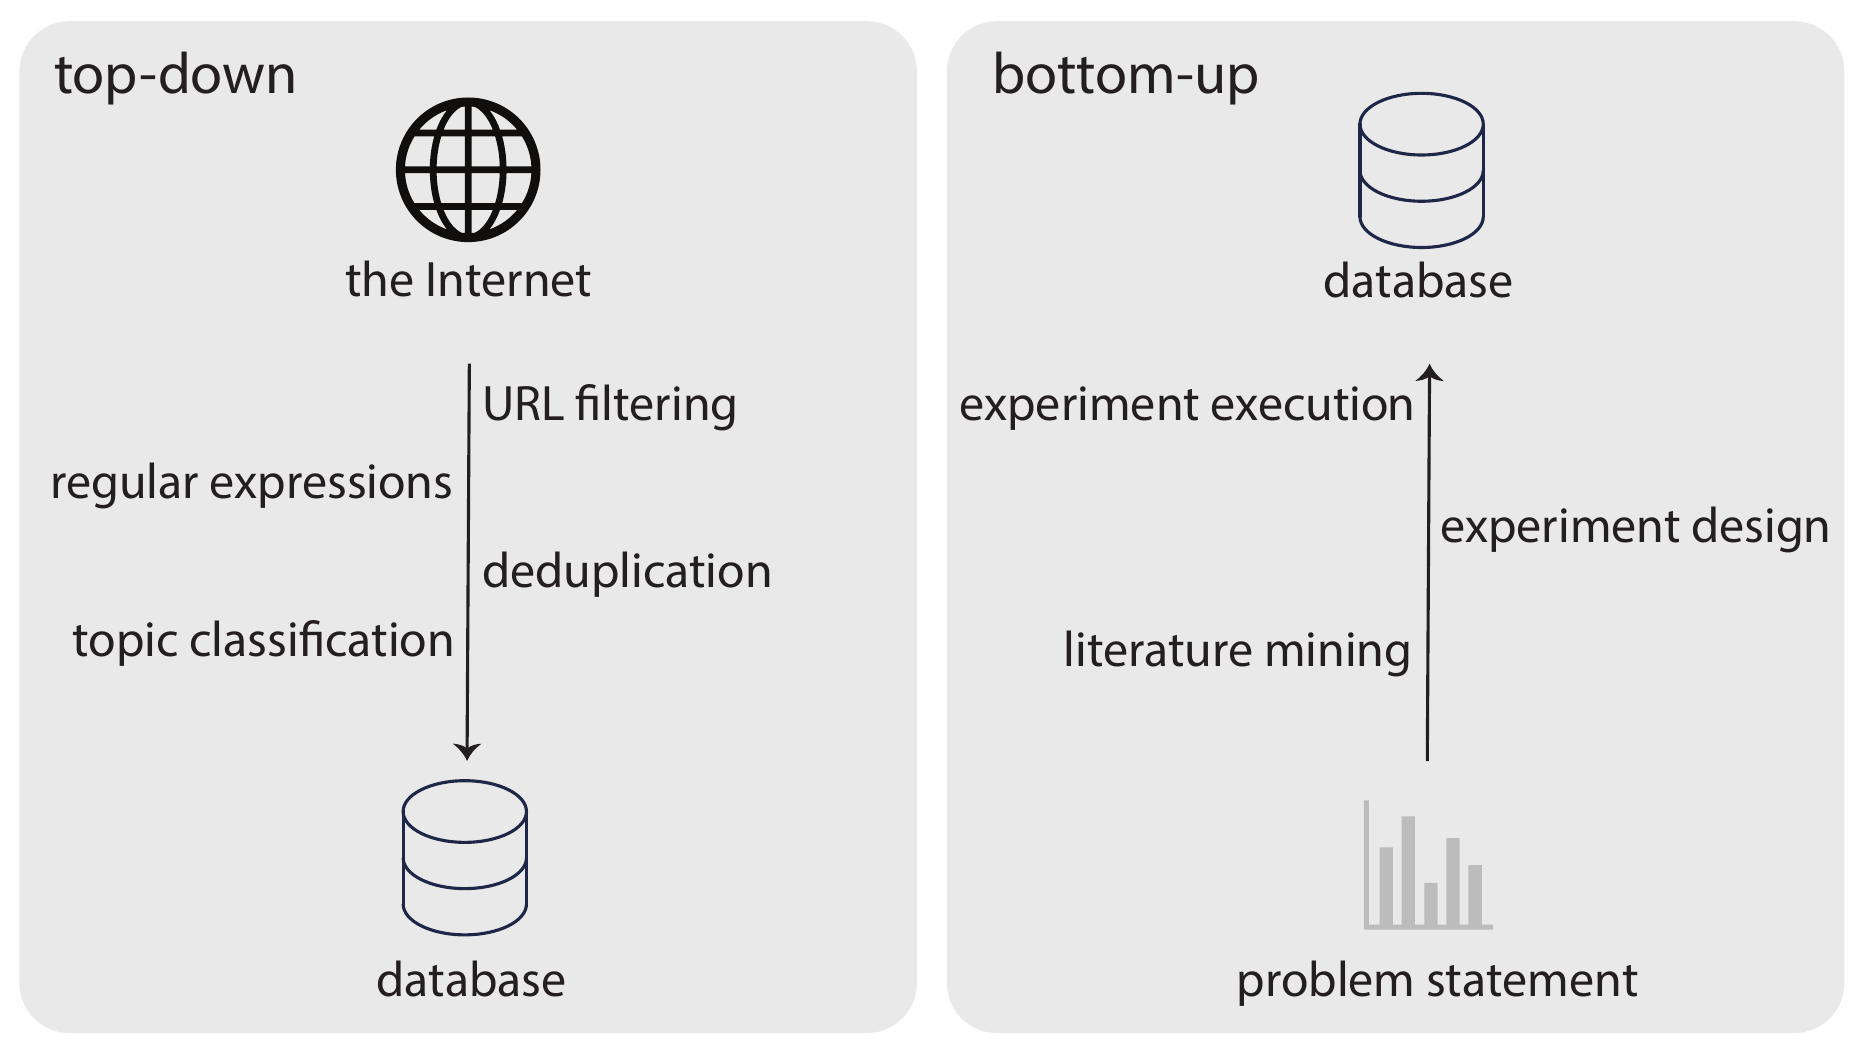 top-down
the Internet
URL filtering
regular expressions
deduplication
topic classification
database
bottom-up
database
experiment execution
experiment design
literature mining
problem statement